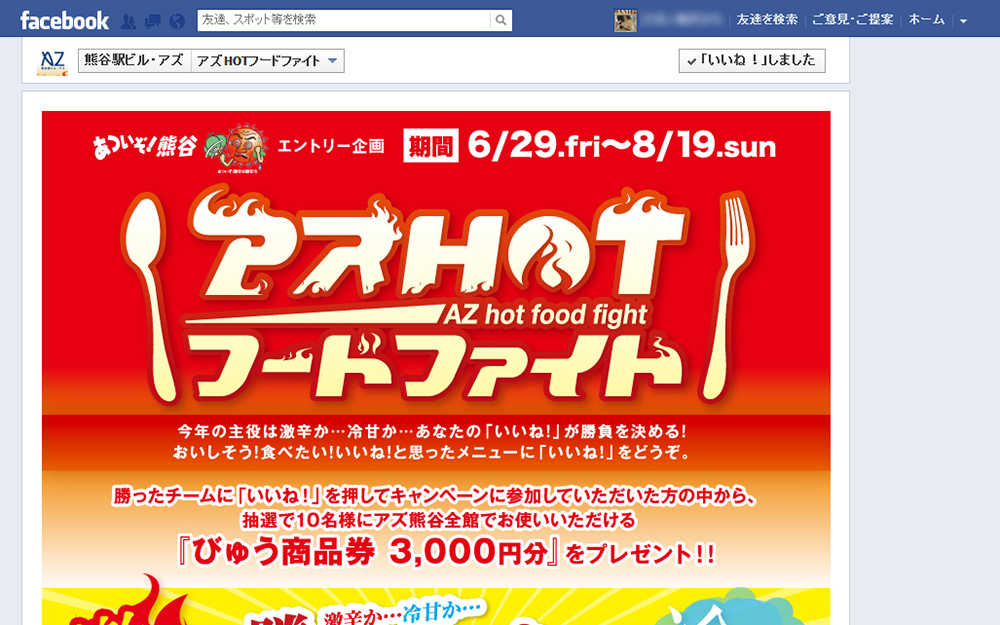 facebook
友達、スポット等を検索
友達を検索
ご意見・ご提案
ホーム
AZ
熊谷駅ビル・アズ
アズHOTフードファイト
✓「いいね！」しました
あついぞ！熊谷
エントリー企画
期間
6/29.fri～8/19.sun
アズHOT
AZ hot food fight
フードファイト
今年の主役は激辛か…冷甘か…あなたの「いいね！」が勝負を決める！
おいしそう！食べたい！いいね！と思ったメニューに「いいね！」をどうぞ。
勝ったチームに「いいね！」を押してキャンペーンに参加していただいた方の中から、
抽選で10名様にアズ熊谷全館でお使いいただける
『びゅう商品券 3,000円分』をプレゼント！！
激辛か…冷甘か…